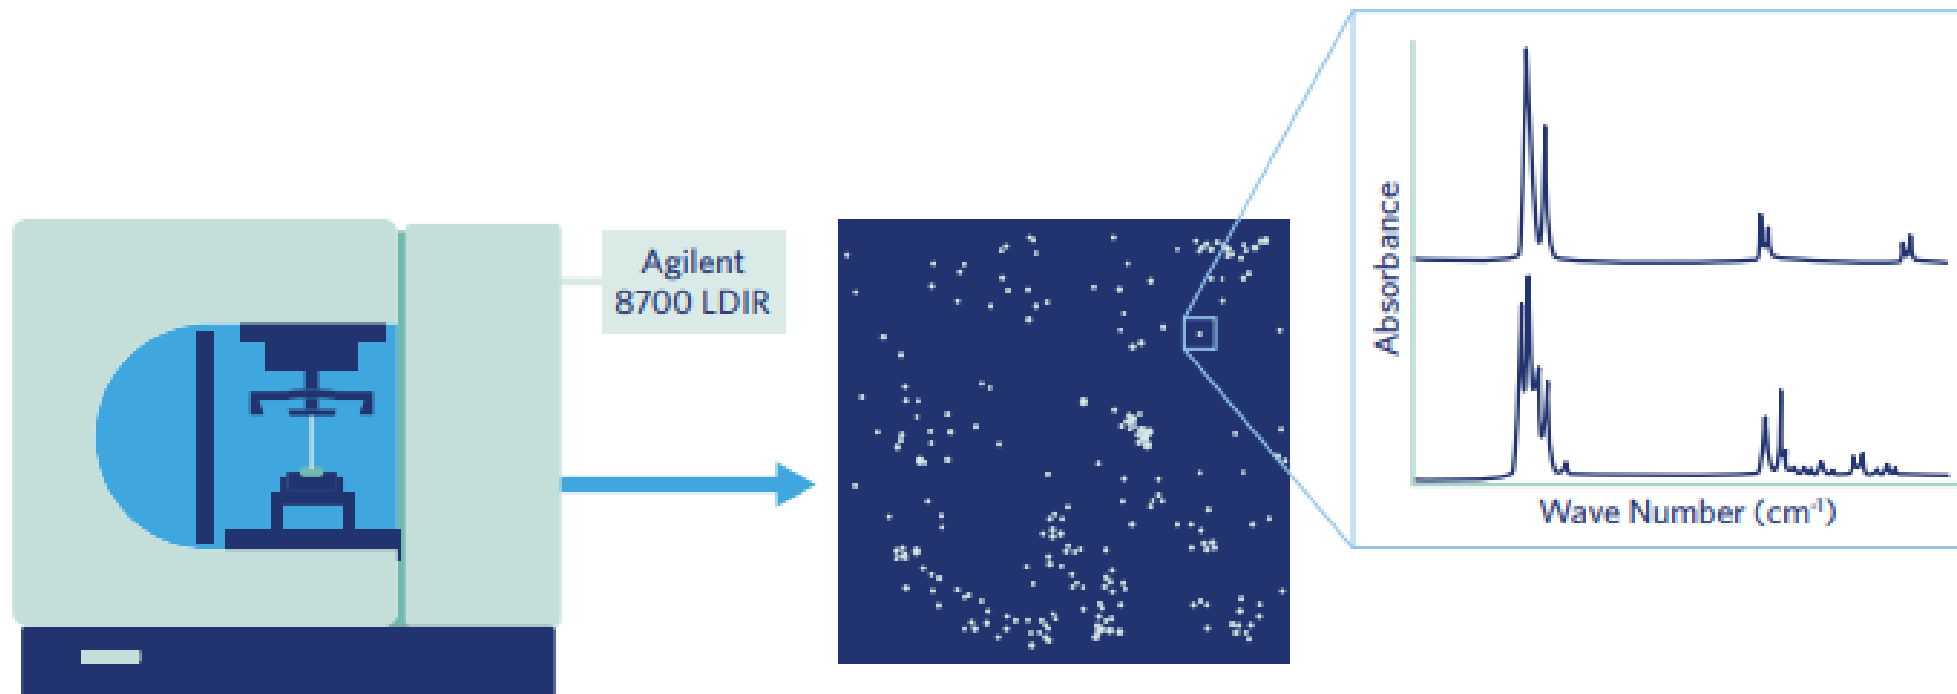 Agilent
8700 LDIR
Absorbance
Wave Number (cm⁻¹)